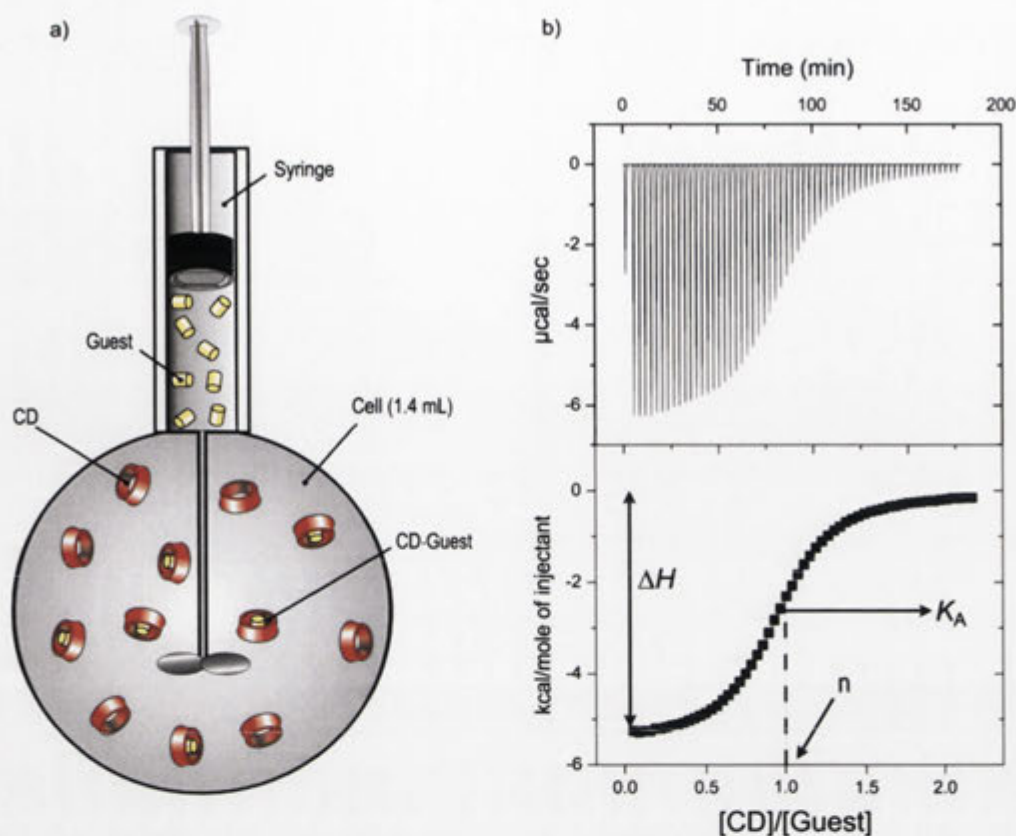 a)
Syringe
Guest
CD
Cell (1.4 mL)
CD-Guest
b)
Time (min)
0 50 100 150 200
0
-2
-4
-6
µcal/sec
0
-2
-4
-6
kcal/mole of injectant
ΔH
K_A
n
0.0 0.5 1.0 1.5 2.0
[CD]/[Guest]